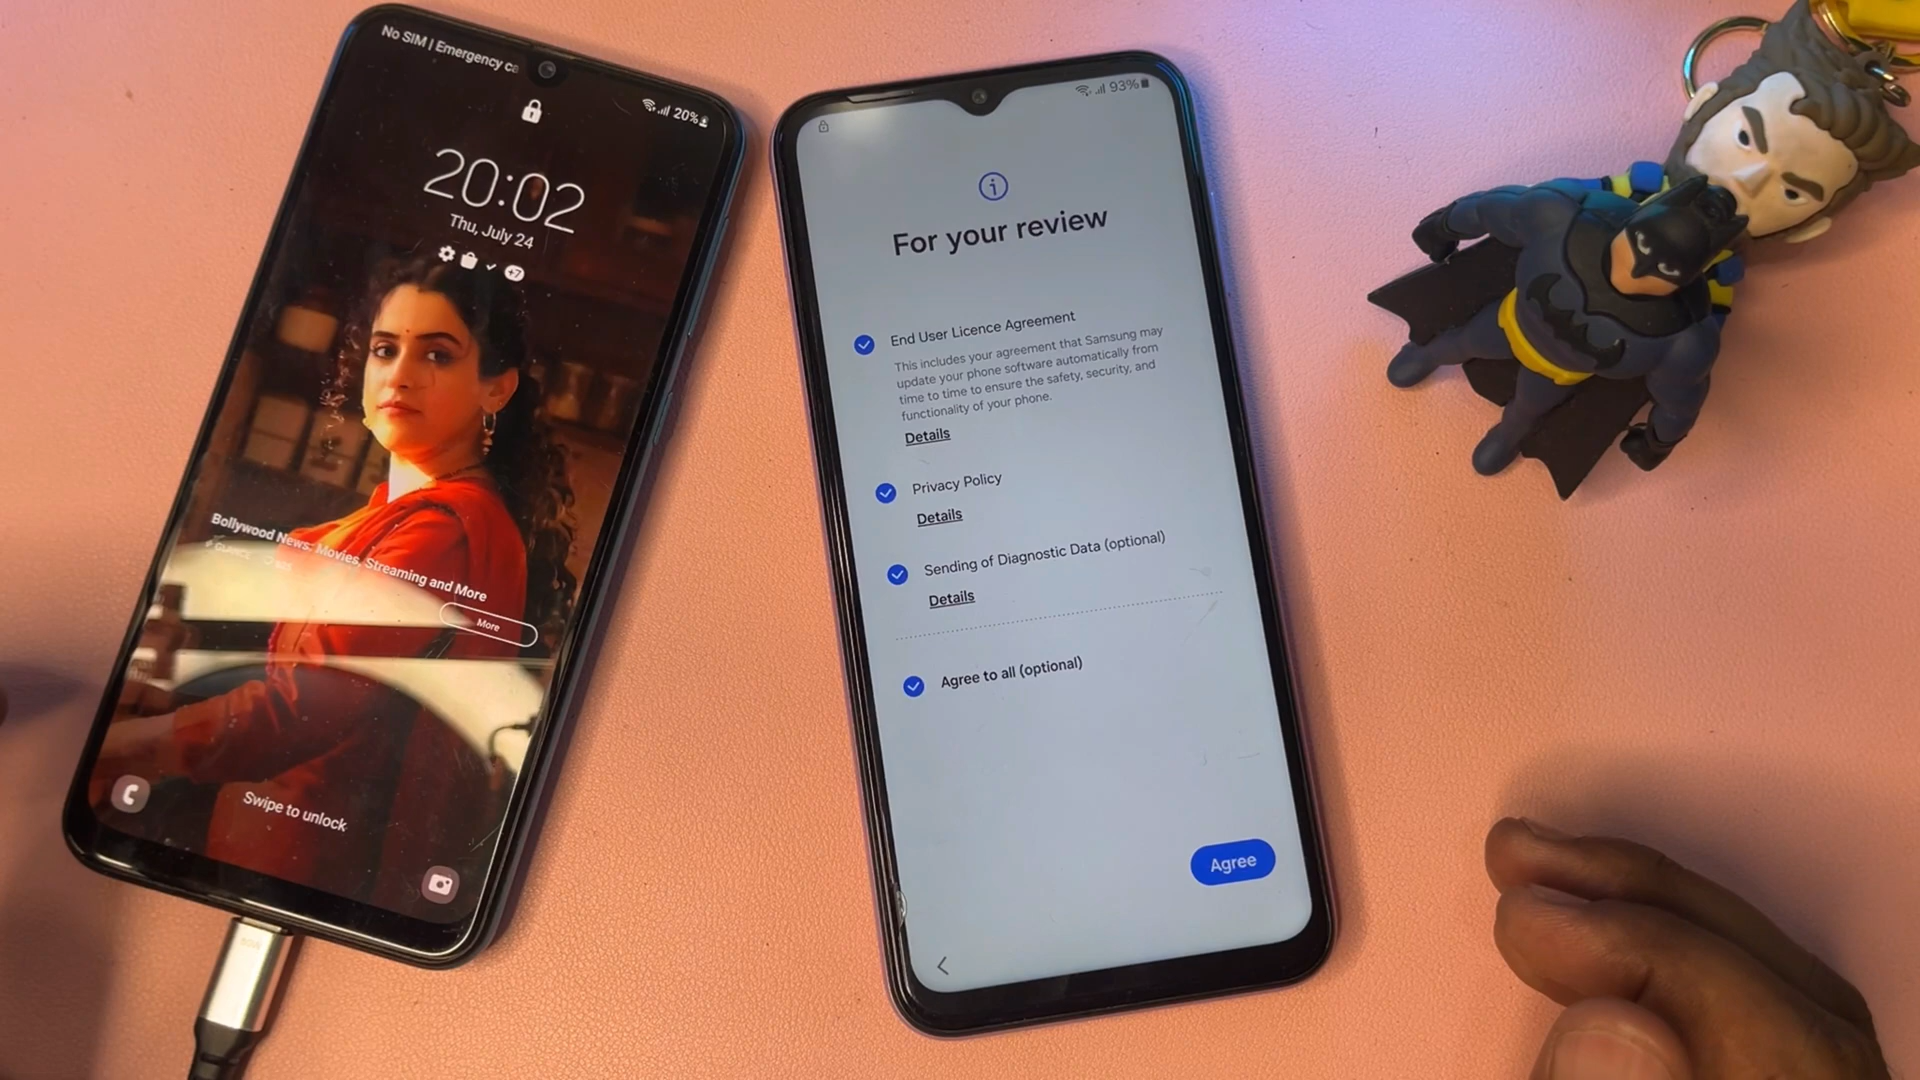 No SIM | Emergency ca
20%
20:02
Thu, July 24
+7
Bollywood News, Movies, Streaming and More
GLANCE
More
Swipe to unlock
93%
For your review
End User Licence Agreement
This includes your agreement that Samsung may
update your phone software automatically from
time to time to ensure the safety, security, and
functionality of your phone.
Details
Privacy Policy
Details
Sending of Diagnostic Data (optional)
Details
Agree to all (optional)
Agree